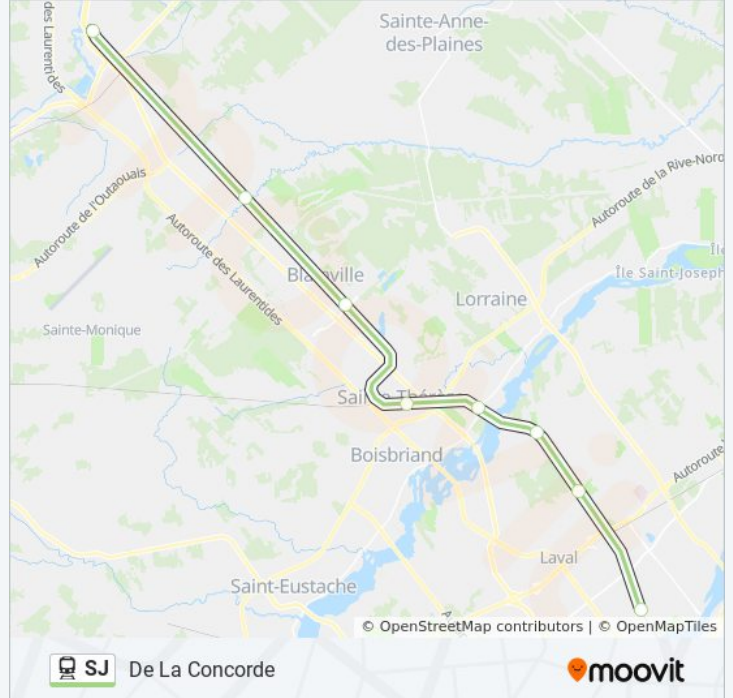 des Laurentides
Sainte-Anne-
des-Plaines
Autoroute de la Rive-Nord
Autoroute de l'Outaouais
Autoroute des Laurentides
Blainville
Île Saint-Joseph
Lorraine
Sainte-Monique
Boisbriand
Autoroute
Laval
Saint-Eustache
© OpenStreetMap contributors | © OpenMapTiles
SJ De La Concorde
moovit